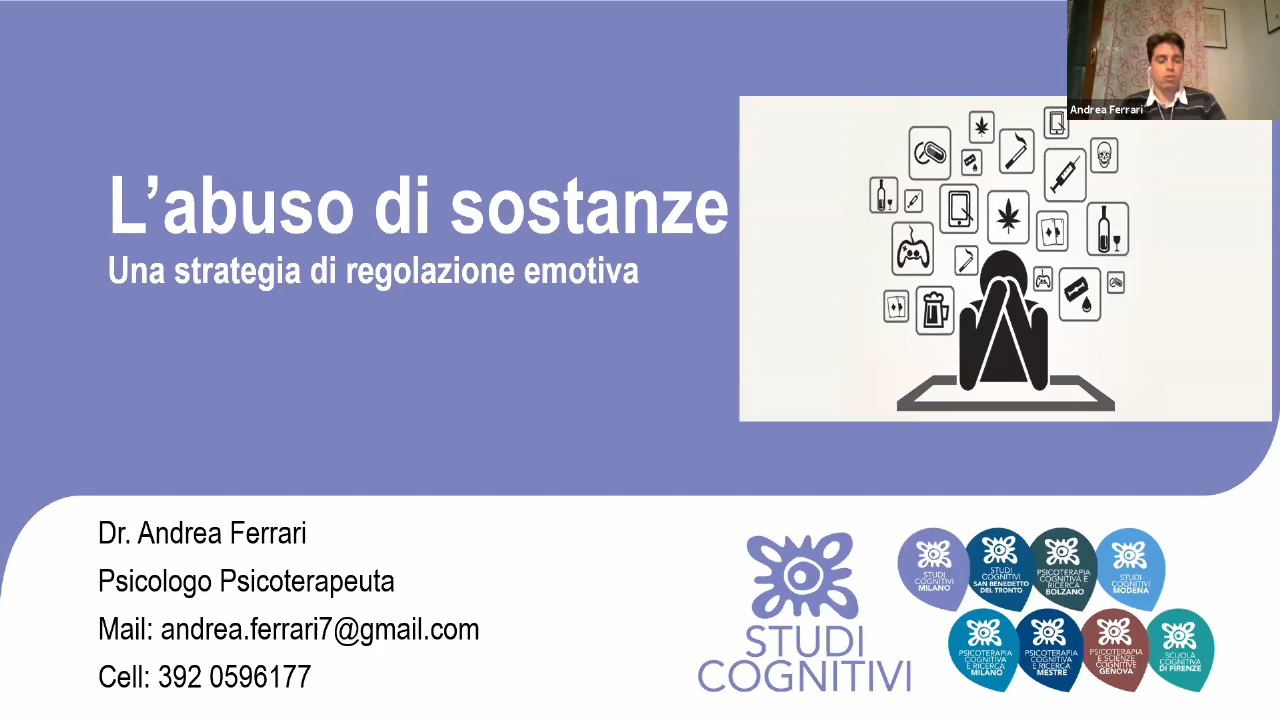 Andrea Ferrari
L’abuso di sostanze
Una strategia di regolazione emotiva
Dr. Andrea Ferrari
Psicologo Psicoterapeuta
Mail: andrea.ferrari7@gmail.com
Cell: 392 0596177
STUDI
COGNITIVI
STUDI
COGNITIVI
MILANO
STUDI
COGNITIVI
SAN BENEDETTO
DEL TRONTO
PSICOTERAPIA
COGNITIVA E
RICERCA
BOLZANO
STUDI
COGNITIVI
MODENA
PSICOTERAPIA
COGNITIVA
E RICERCA
MILANO
PSICOTERAPIA
COGNITIVA
E RICERCA
MESTRE
PSICOTERAPIA
E SCIENZE
COGNITIVE
GENOVA
SCUOLA
COGNITIVA
DI FIRENZE